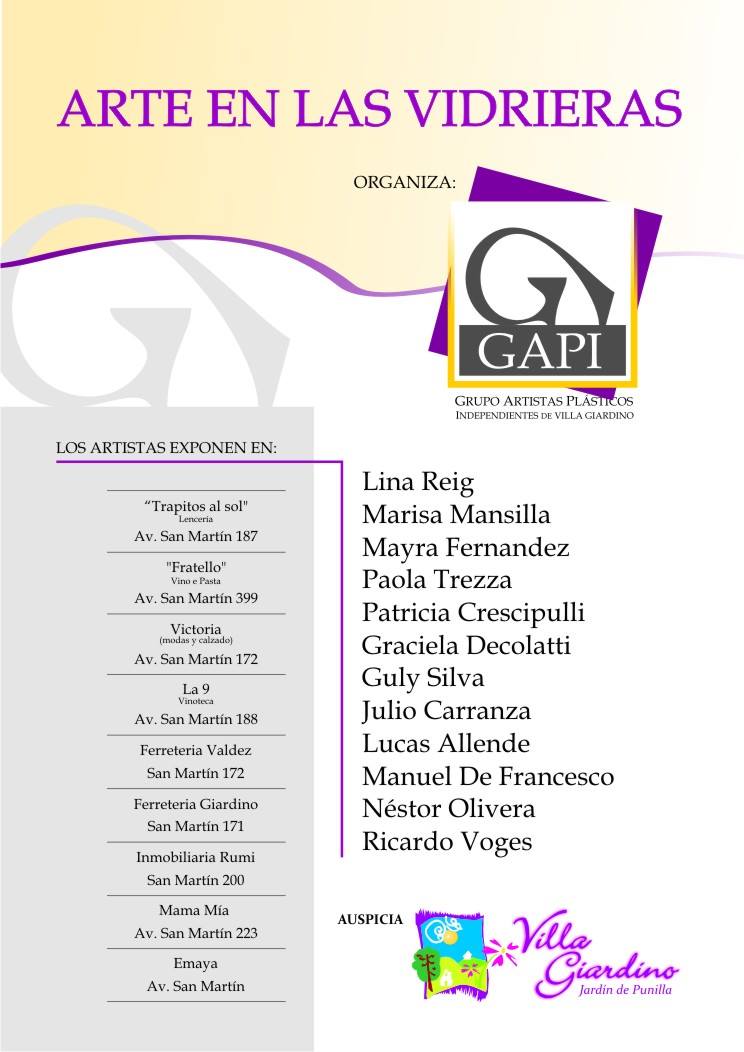 ARTE EN LAS VIDRIERAS
ORGANIZA:
GAPI
GRUPO ARTISTAS PLÁSTICOS
INDEPENDIENTES DE VILLA GIARDINO
LOS ARTISTAS EXPONEN EN:
“Trapitos al sol"
Lencería
Av. San Martín 187
"Fratello"
Vino e Pasta
Av. San Martín 399
Victoria
(modas y calzado)
Av. San Martín 172
La 9
Vinoteca
Av. San Martín 188
Ferreteria Valdez
San Martín 172
Ferreteria Giardino
San Martín 171
Inmobiliaria Rumi
San Martín 200
Mama Mía
Av. San Martín 223
Emaya
Av. San Martín
Lina Reig
Marisa Mansilla
Mayra Fernandez
Paola Trezza
Patricia Crescipulli
Graciela Decolatti
Guly Silva
Julio Carranza
Lucas Allende
Manuel De Francesco
Néstor Olivera
Ricardo Voges
AUSPICIA
Villa
Giardino
Jardín de Punilla